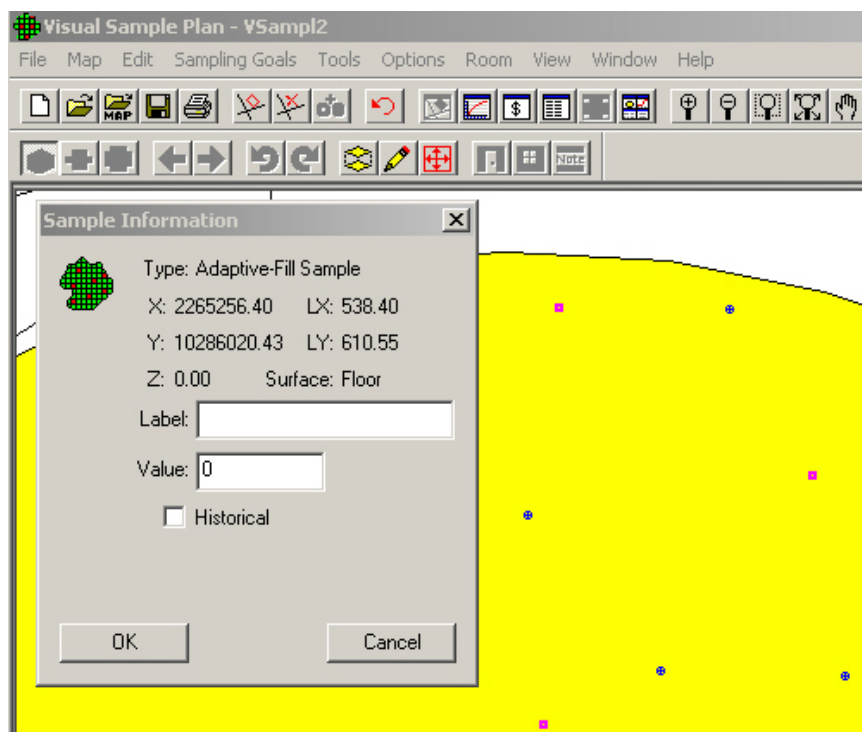 Visual Sample Plan - VSampl2
File Map Edit Sampling Goals Tools Options Room View Window Help
MAP $
Note
Sample Information
Type: Adaptive-Fill Sample
X: 2265256.40 LX: 538.40
Y: 10286020.43 LY: 610.55
Z: 0.00 Surface: Floor
Label:
Value: 0
Historical
OK Cancel